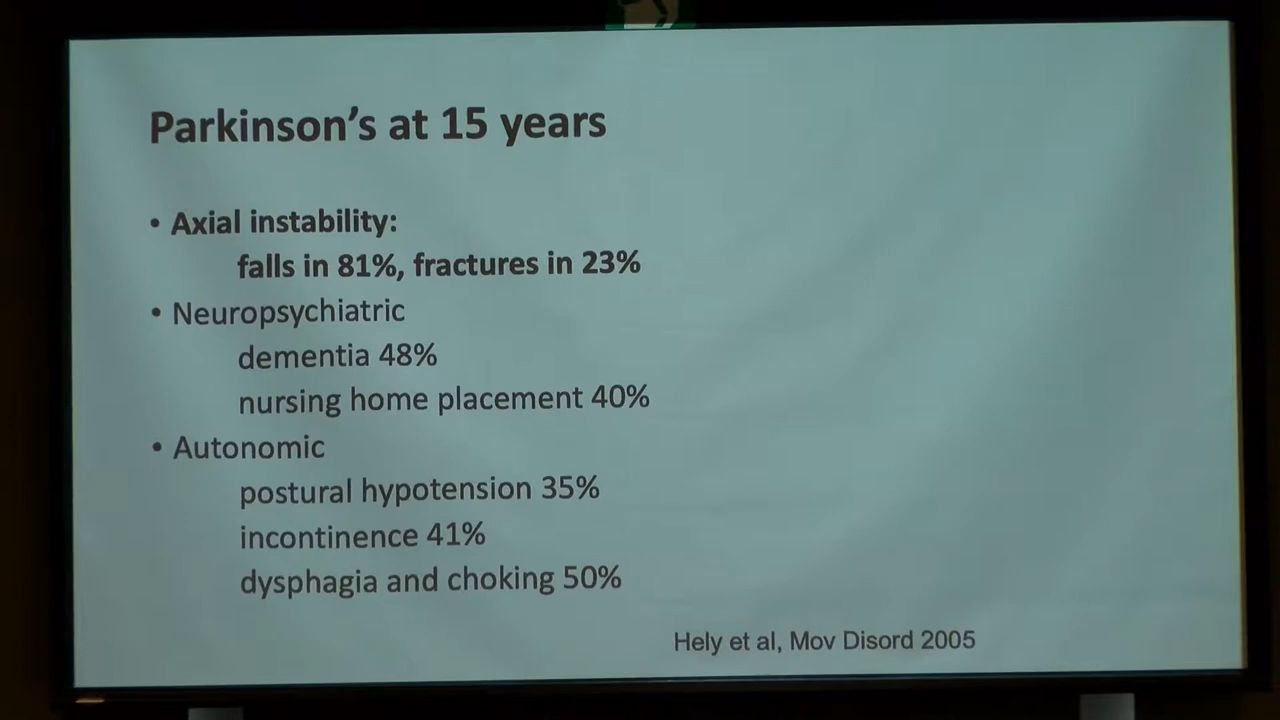 Parkinson's at 15 years
• Axial instability:
falls in 81%, fractures in 23%
• Neuropsychiatric
dementia 48%
nursing home placement 40%
• Autonomic
postural hypotension 35%
incontinence 41%
dysphagia and choking 50%
Hely et al, Mov Disord 2005